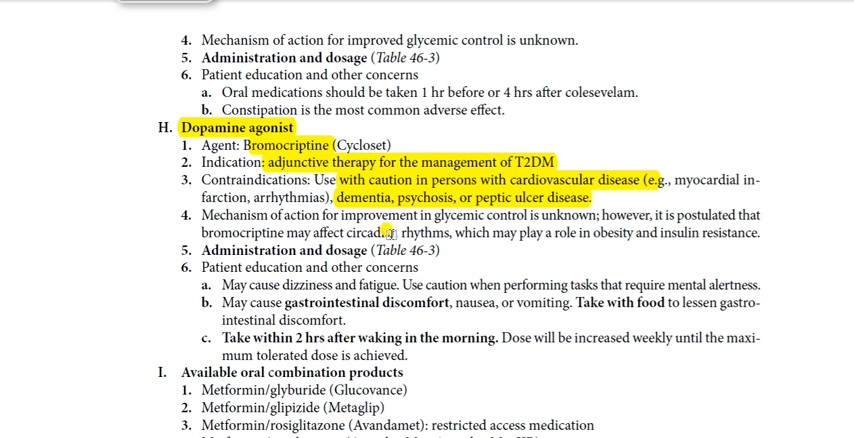 4. Mechanism of action for improved glycemic control is unknown.
5. Administration and dosage (Table 46-3)
6. Patient education and other concerns
a. Oral medications should be taken 1 hr before or 4 hrs after colesevelam.
b. Constipation is the most common adverse effect.
H. Dopamine agonist
1. Agent: Bromocriptine (Cycloset)
2. Indication: adjunctive therapy for the management of T2DM
3. Contraindications: Use with caution in persons with cardiovascular disease (e.g., myocardial in-
farction, arrhythmias), dementia, psychosis, or peptic ulcer disease.
4. Mechanism of action for improvement in glycemic control is unknown; however, it is postulated that
bromocriptine may affect rhythms, which may play a role in obesity and insulin resistance.
5. Administration and dosage (Table 46-3)
6. Patient education and other concerns
a. May cause dizziness and fatigue. Use caution when performing tasks that require mental alertness.
b. May cause gastrointestinal discomfort, nausea, or vomiting. Take with food to lessen gastro-
intestinal discomfort.
c. Take within 2 hrs after waking in the morning. Dose will be increased weekly until the maxi-
mum tolerated dose is achieved.
I. Available oral combination products
1. Metformin/glyburide (Glucovance)
2. Metformin/glipizide (Metaglip)
3. Metformin/rosiglitazone (Avandamet): restricted access medication